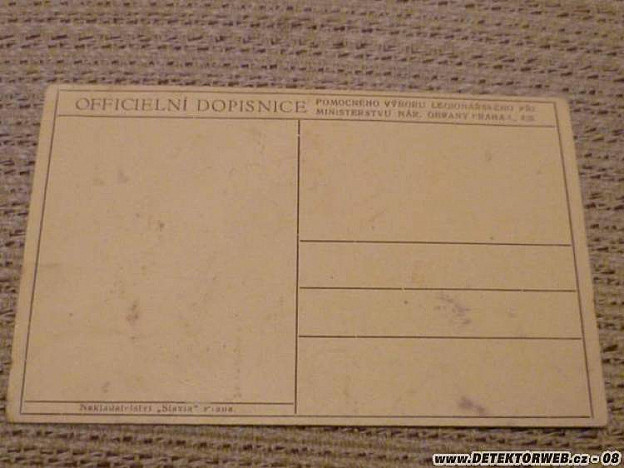 OFFICIELNÍ DOPISNICE
POMOCNÉHO VÝBORU LEGIONÁŘSKÉHO PŘI
MINISTERSTVU NÁR. OBRANY PRAHA
Nakladatelství „Slavia"
www.DETEKTORWEB.cz - 08